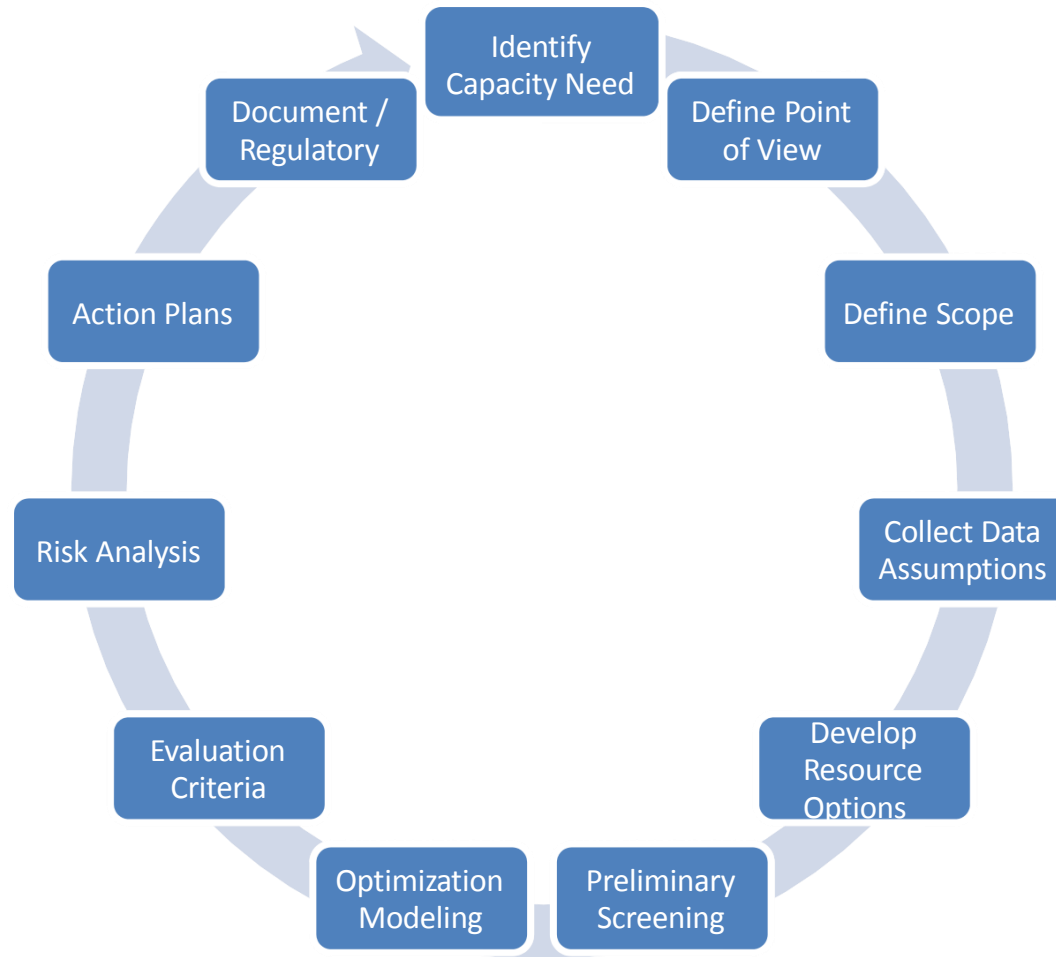 Identify
Capacity Need
Define Point
of View
Define Scope
Collect Data
Assumptions
Develop
Resource
Options
Preliminary
Screening
Optimization
Modeling
Evaluation
Criteria
Risk Analysis
Action Plans
Document /
Regulatory